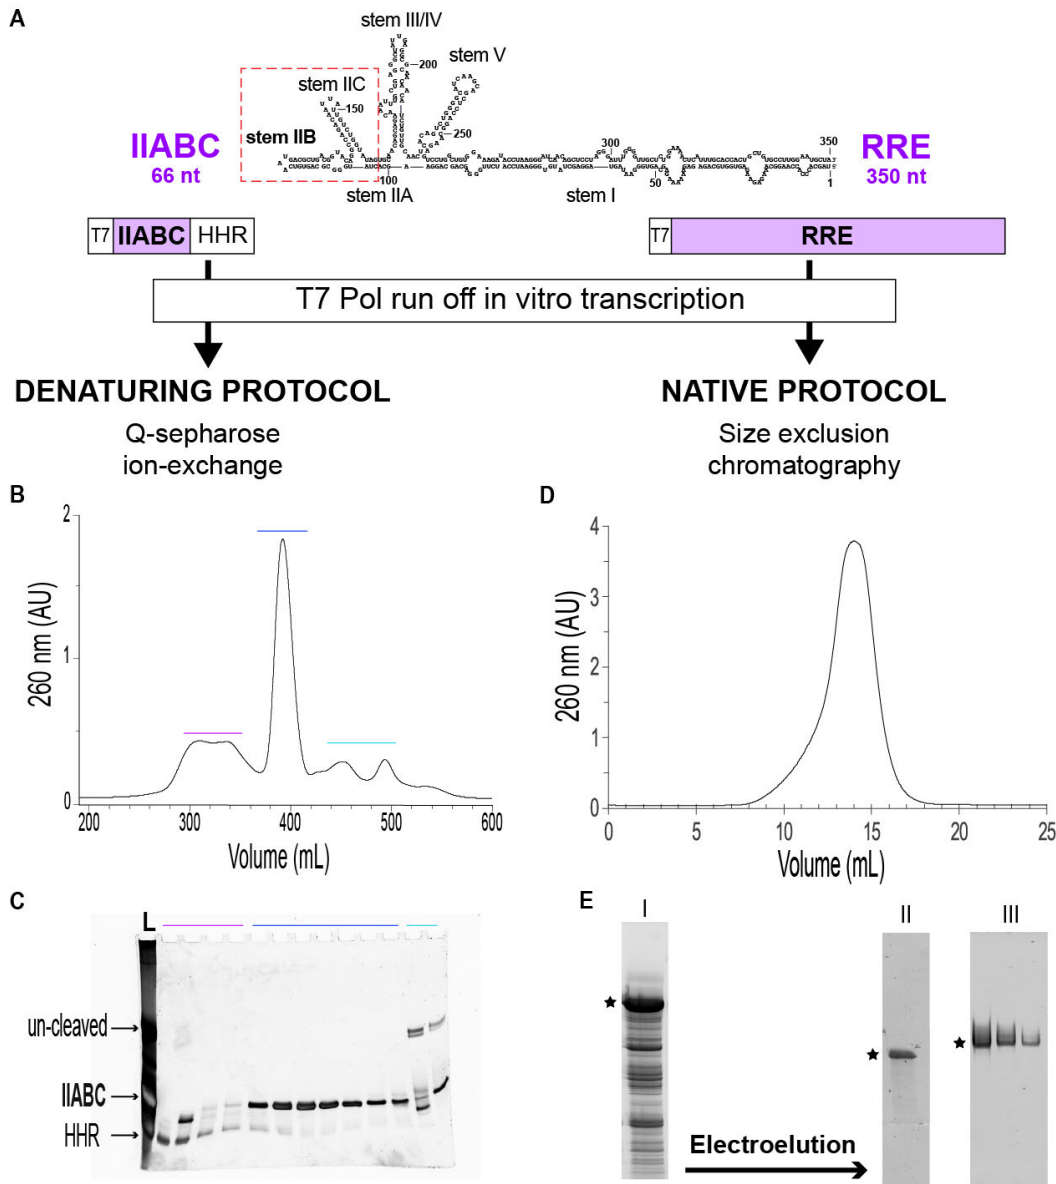 A
stem III/IV
200
stem V
stem IIC
150
stem IIB
IIABC
66 nt
250
300
350
RRE
350 nt
100
50
1
stem IIA
stem I
T7 IIABC HHR
T7 RRE
T7 Pol run off in vitro transcription
DENATURING PROTOCOL
NATIVE PROTOCOL
Q-sepharose
ion-exchange
Size exclusion
chromatography
B
2
1
0
260 nm (AU)
200 300 400 500 600
Volume (mL)
D
4
3
2
1
0
260 nm (AU)
0 5 10 15 20 25
Volume (mL)
C
L
un-cleaved
IIABC
HHR
E
I
II
III
Electroelution